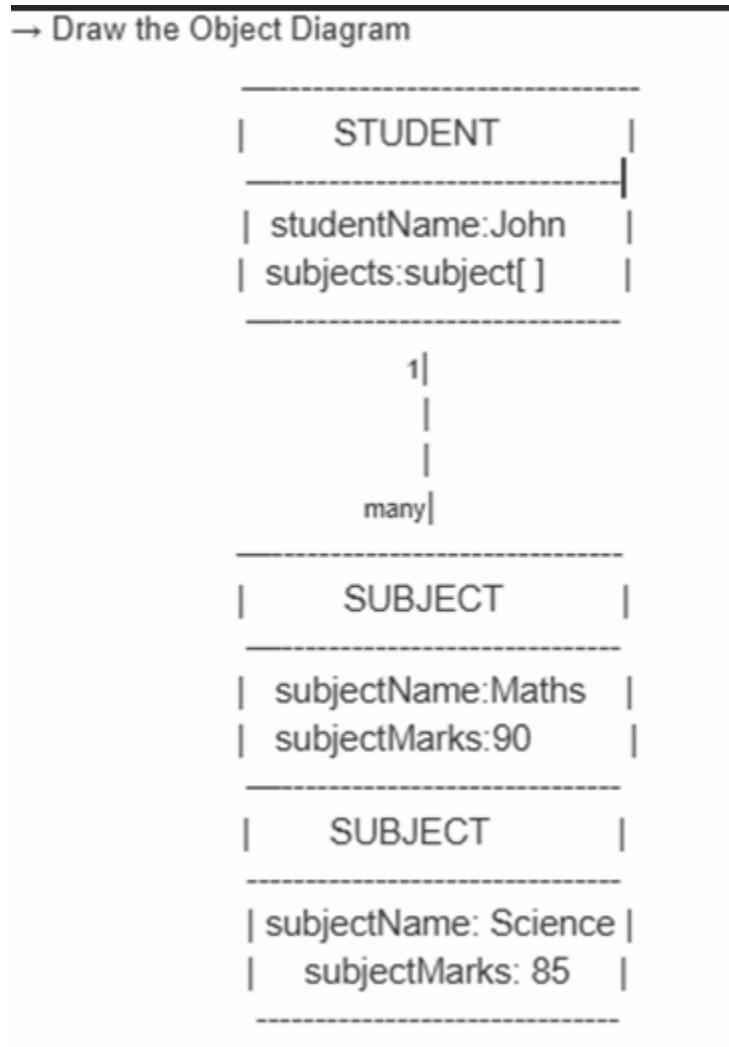 → Draw the Object Diagram
—------------------------------
| STUDENT |
—-----------------------------|
| studentName:John |
| subjects:subject[ ] |
—-----------------------------
1|
|
|
many|
—------------------------------
| SUBJECT |
—-----------------------------
| subjectName:Maths |
| subjectMarks:90 |
—-----------------------------
| SUBJECT |
--------------------------------
| subjectName: Science |
| subjectMarks: 85 |
-------------------------------